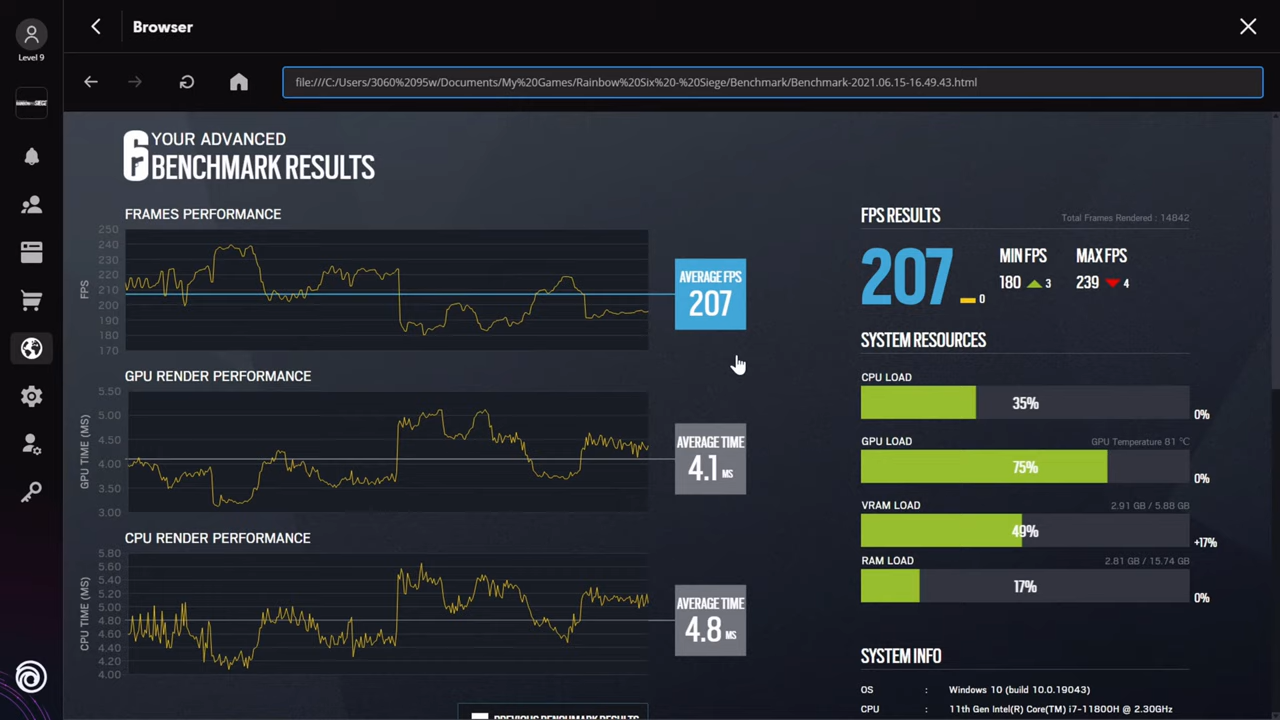 Browser
Level 9
file:///C:/Users/3060%2095w/Documents/My%20Games/Rainbow%20Six%20-%20Siege/Benchmark/Benchmark-2021.06.15-16.49.43.html
YOUR ADVANCED
BENCHMARK RESULTS
FRAMES PERFORMANCE
250
240
230
220
210
200
190
180
170
FPS
AVERAGE FPS
207
GPU RENDER PERFORMANCE
5.50
5.00
4.50
4.00
3.50
3.00
GPU TIME (MS)
AVERAGE TIME
4.1 MS
CPU RENDER PERFORMANCE
5.80
5.60
5.40
5.20
5.00
4.80
4.60
4.40
4.20
4.00
CPU TIME (MS)
AVERAGE TIME
4.8 MS
PREVIOUS BENCHMARK RESULTS
FPS RESULTS
Total Frames Rendered : 14842
207
0
MIN FPS
180 3
MAX FPS
239 4
SYSTEM RESOURCES
CPU LOAD
35%
0%
GPU LOAD
GPU Temperature 81 °C
75%
0%
VRAM LOAD
2.91 GB / 5.88 GB
49%
+17%
RAM LOAD
2.81 GB / 15.74 GB
17%
0%
SYSTEM INFO
OS : Windows 10 (build 10.0.19043)
CPU : 11th Gen Intel(R) Core(TM) i7-11800H @ 2.30GHz